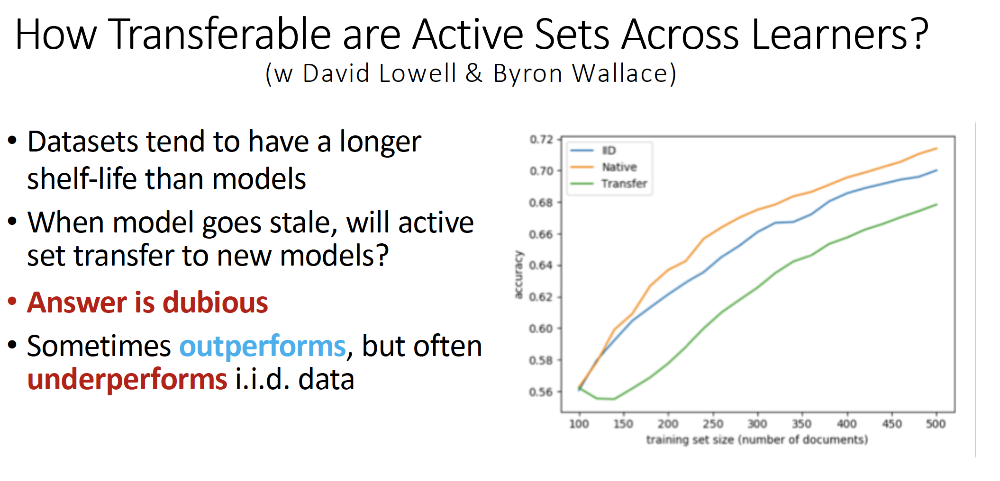 How Transferable are Active Sets Across Learners?
(w David Lowell & Byron Wallace)
• Datasets tend to have a longer
shelf-life than models
• When model goes stale, will active
set transfer to new models?
• Answer is dubious
• Sometimes outperforms, but often
underperforms i.i.d. data
IID
Native
Transfer
0.72
0.70
0.68
0.66
0.64
0.62
0.60
0.58
0.56
accuracy
100 150 200 250 300 350 400 450 500
training set size (number of documents)